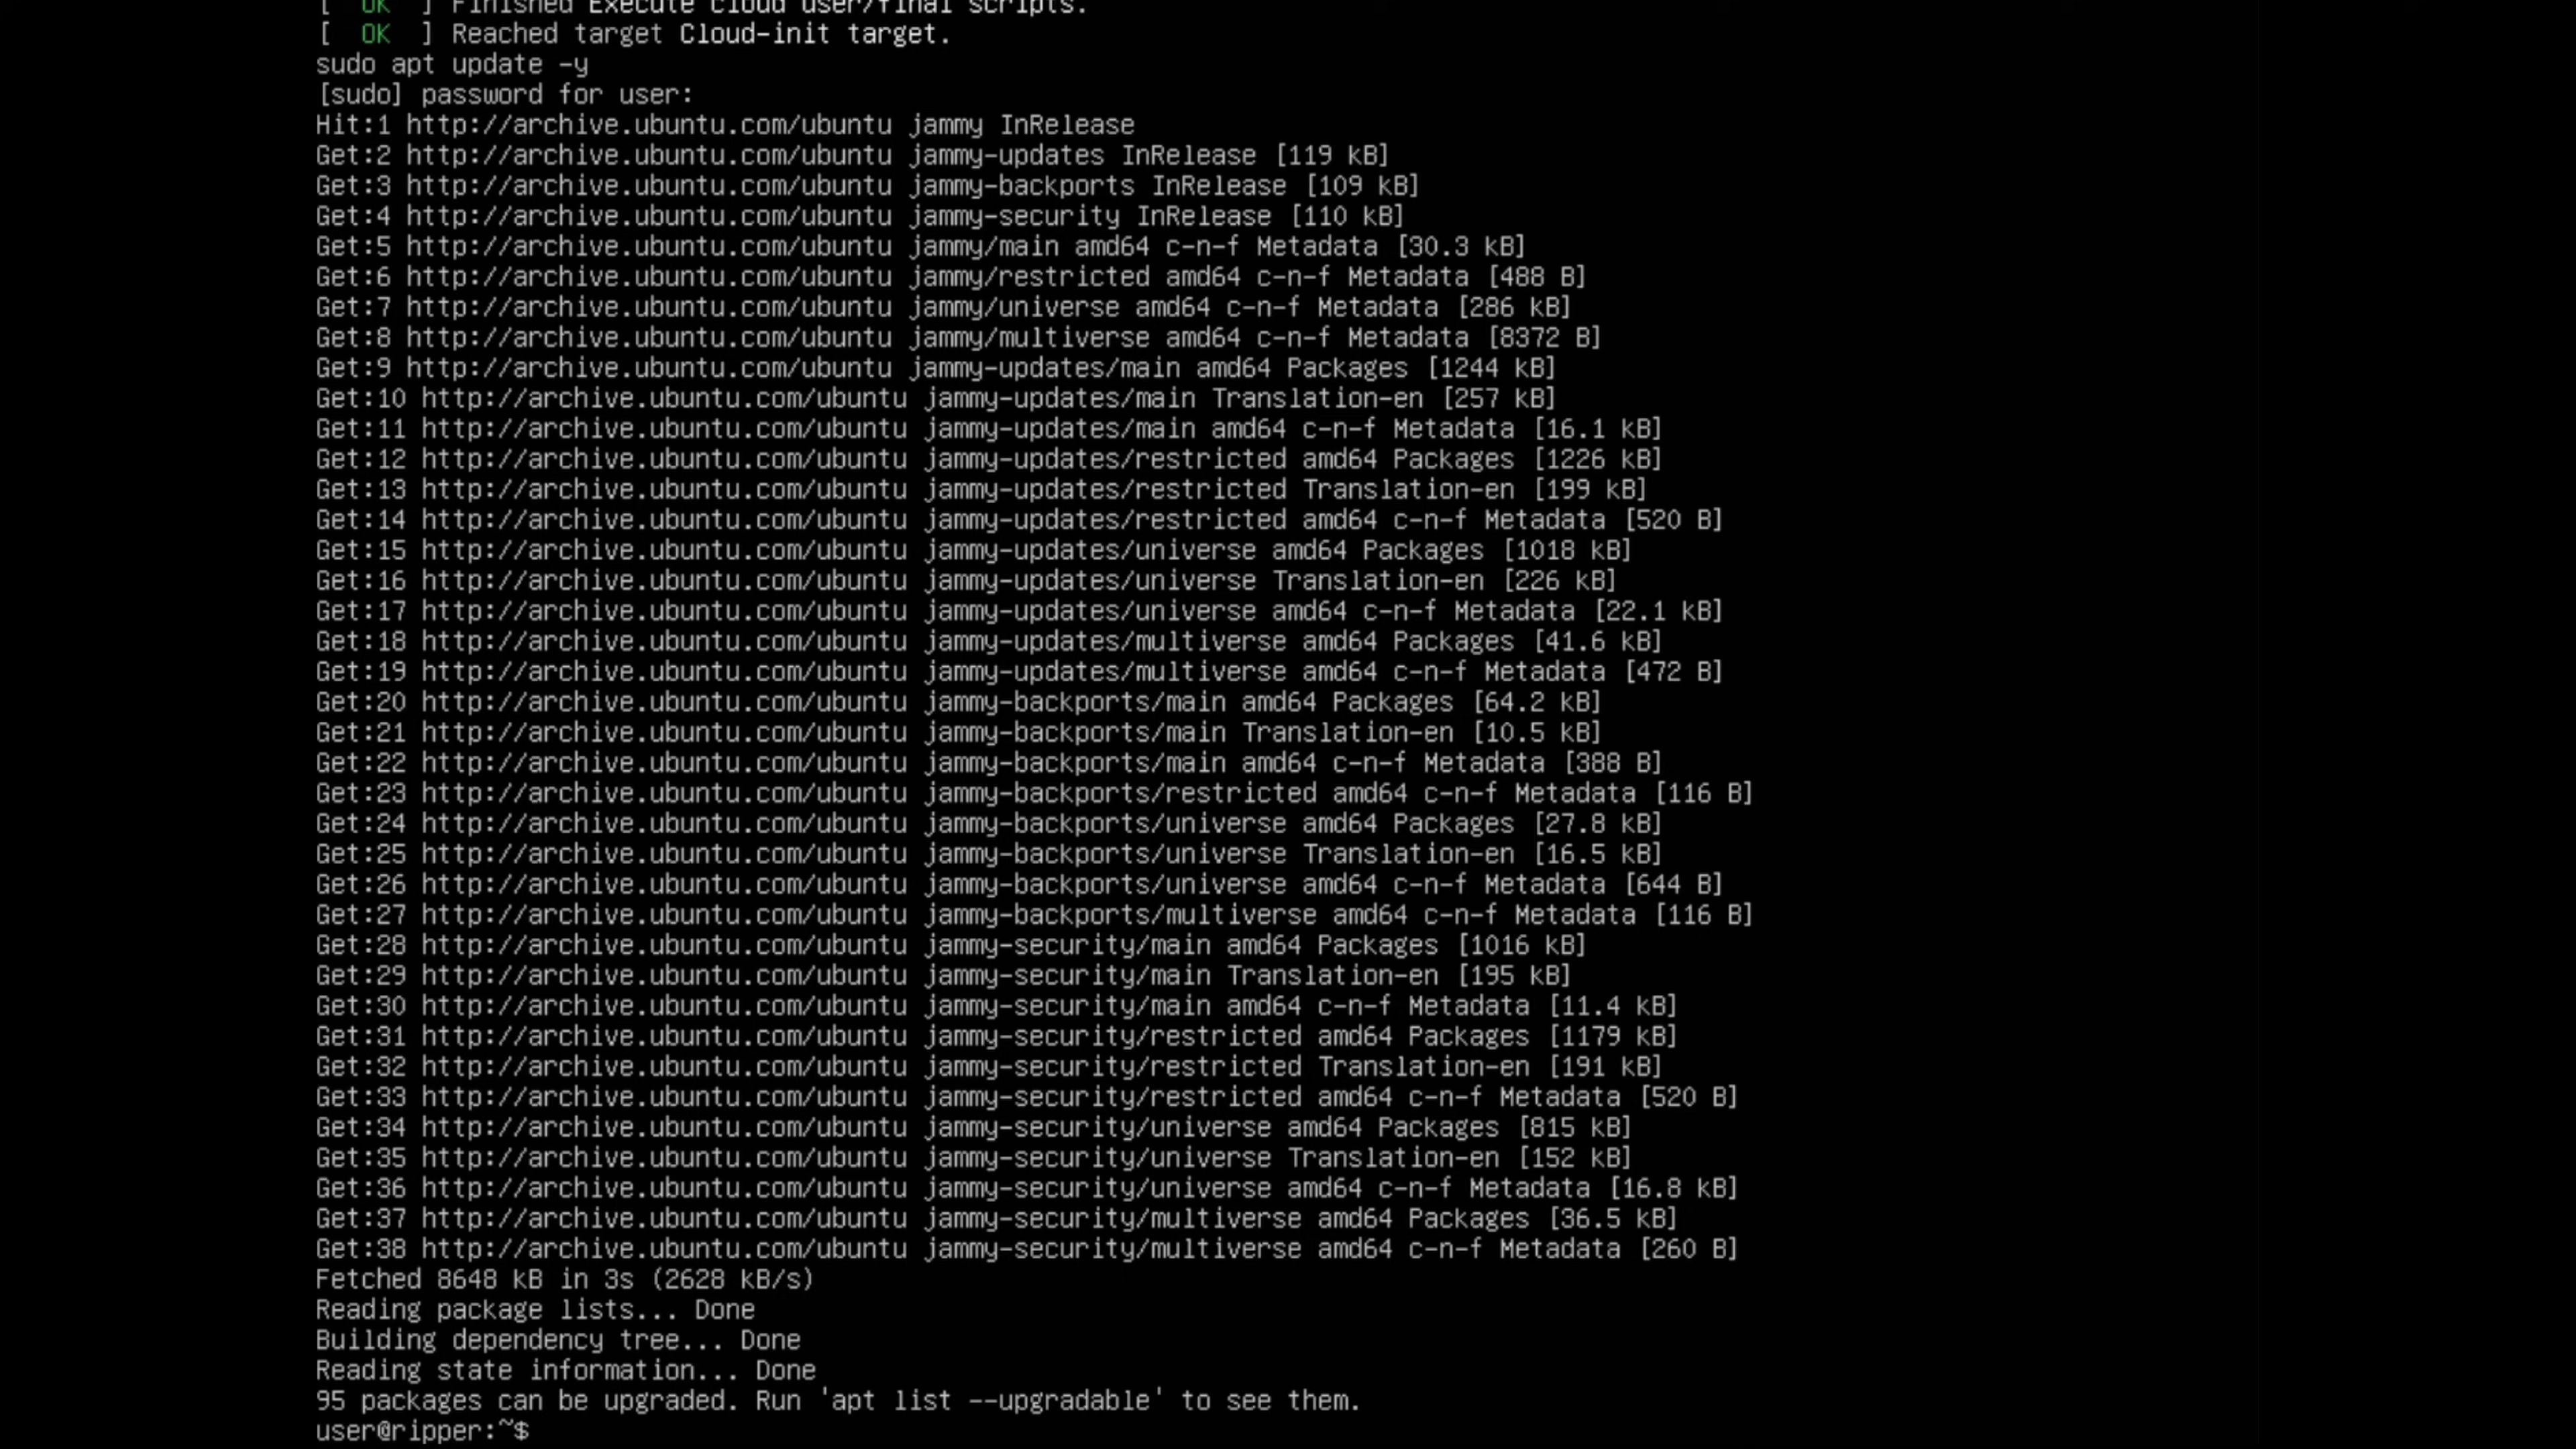 [  OK  ] Finished Execute cloud user/final scripts.
[  OK  ] Reached target Cloud-init target.
sudo apt update -y
[sudo] password for user:
Hit:1 http://archive.ubuntu.com/ubuntu jammy InRelease
Get:2 http://archive.ubuntu.com/ubuntu jammy-updates InRelease [119 kB]
Get:3 http://archive.ubuntu.com/ubuntu jammy-backports InRelease [109 kB]
Get:4 http://archive.ubuntu.com/ubuntu jammy-security InRelease [110 kB]
Get:5 http://archive.ubuntu.com/ubuntu jammy/main amd64 c-n-f Metadata [30.3 kB]
Get:6 http://archive.ubuntu.com/ubuntu jammy/restricted amd64 c-n-f Metadata [488 B]
Get:7 http://archive.ubuntu.com/ubuntu jammy/universe amd64 c-n-f Metadata [286 kB]
Get:8 http://archive.ubuntu.com/ubuntu jammy/multiverse amd64 c-n-f Metadata [8372 B]
Get:9 http://archive.ubuntu.com/ubuntu jammy-updates/main amd64 Packages [1244 kB]
Get:10 http://archive.ubuntu.com/ubuntu jammy-updates/main Translation-en [257 kB]
Get:11 http://archive.ubuntu.com/ubuntu jammy-updates/main amd64 c-n-f Metadata [16.1 kB]
Get:12 http://archive.ubuntu.com/ubuntu jammy-updates/restricted amd64 Packages [1226 kB]
Get:13 http://archive.ubuntu.com/ubuntu jammy-updates/restricted Translation-en [199 kB]
Get:14 http://archive.ubuntu.com/ubuntu jammy-updates/restricted amd64 c-n-f Metadata [520 B]
Get:15 http://archive.ubuntu.com/ubuntu jammy-updates/universe amd64 Packages [1018 kB]
Get:16 http://archive.ubuntu.com/ubuntu jammy-updates/universe Translation-en [226 kB]
Get:17 http://archive.ubuntu.com/ubuntu jammy-updates/universe amd64 c-n-f Metadata [22.1 kB]
Get:18 http://archive.ubuntu.com/ubuntu jammy-updates/multiverse amd64 Packages [41.6 kB]
Get:19 http://archive.ubuntu.com/ubuntu jammy-updates/multiverse amd64 c-n-f Metadata [472 B]
Get:20 http://archive.ubuntu.com/ubuntu jammy-backports/main amd64 Packages [64.2 kB]
Get:21 http://archive.ubuntu.com/ubuntu jammy-backports/main Translation-en [10.5 kB]
Get:22 http://archive.ubuntu.com/ubuntu jammy-backports/main amd64 c-n-f Metadata [388 B]
Get:23 http://archive.ubuntu.com/ubuntu jammy-backports/restricted amd64 c-n-f Metadata [116 B]
Get:24 http://archive.ubuntu.com/ubuntu jammy-backports/universe amd64 Packages [27.8 kB]
Get:25 http://archive.ubuntu.com/ubuntu jammy-backports/universe Translation-en [16.5 kB]
Get:26 http://archive.ubuntu.com/ubuntu jammy-backports/universe amd64 c-n-f Metadata [644 B]
Get:27 http://archive.ubuntu.com/ubuntu jammy-backports/multiverse amd64 c-n-f Metadata [116 B]
Get:28 http://archive.ubuntu.com/ubuntu jammy-security/main amd64 Packages [1016 kB]
Get:29 http://archive.ubuntu.com/ubuntu jammy-security/main Translation-en [195 kB]
Get:30 http://archive.ubuntu.com/ubuntu jammy-security/main amd64 c-n-f Metadata [11.4 kB]
Get:31 http://archive.ubuntu.com/ubuntu jammy-security/restricted amd64 Packages [1179 kB]
Get:32 http://archive.ubuntu.com/ubuntu jammy-security/restricted Translation-en [191 kB]
Get:33 http://archive.ubuntu.com/ubuntu jammy-security/restricted amd64 c-n-f Metadata [520 B]
Get:34 http://archive.ubuntu.com/ubuntu jammy-security/universe amd64 Packages [815 kB]
Get:35 http://archive.ubuntu.com/ubuntu jammy-security/universe Translation-en [152 kB]
Get:36 http://archive.ubuntu.com/ubuntu jammy-security/universe amd64 c-n-f Metadata [16.8 kB]
Get:37 http://archive.ubuntu.com/ubuntu jammy-security/multiverse amd64 Packages [36.5 kB]
Get:38 http://archive.ubuntu.com/ubuntu jammy-security/multiverse amd64 c-n-f Metadata [260 B]
Fetched 8648 kB in 3s (2628 kB/s)
Reading package lists... Done
Building dependency tree... Done
Reading state information... Done
95 packages can be upgraded. Run 'apt list --upgradable' to see them.
user@ripper:~$